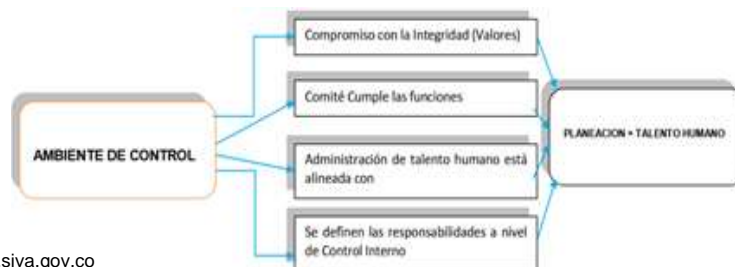 Compromiso con la Integridad (Valores)
Comité Cumple las funciones
AMBIENTE DE CONTROL
PLANEACION + TALENTO HUMANO
Administración de talento humano está
alineada con
Se definen las responsabilidades a nivel
de Control Interno
siva.gov.co